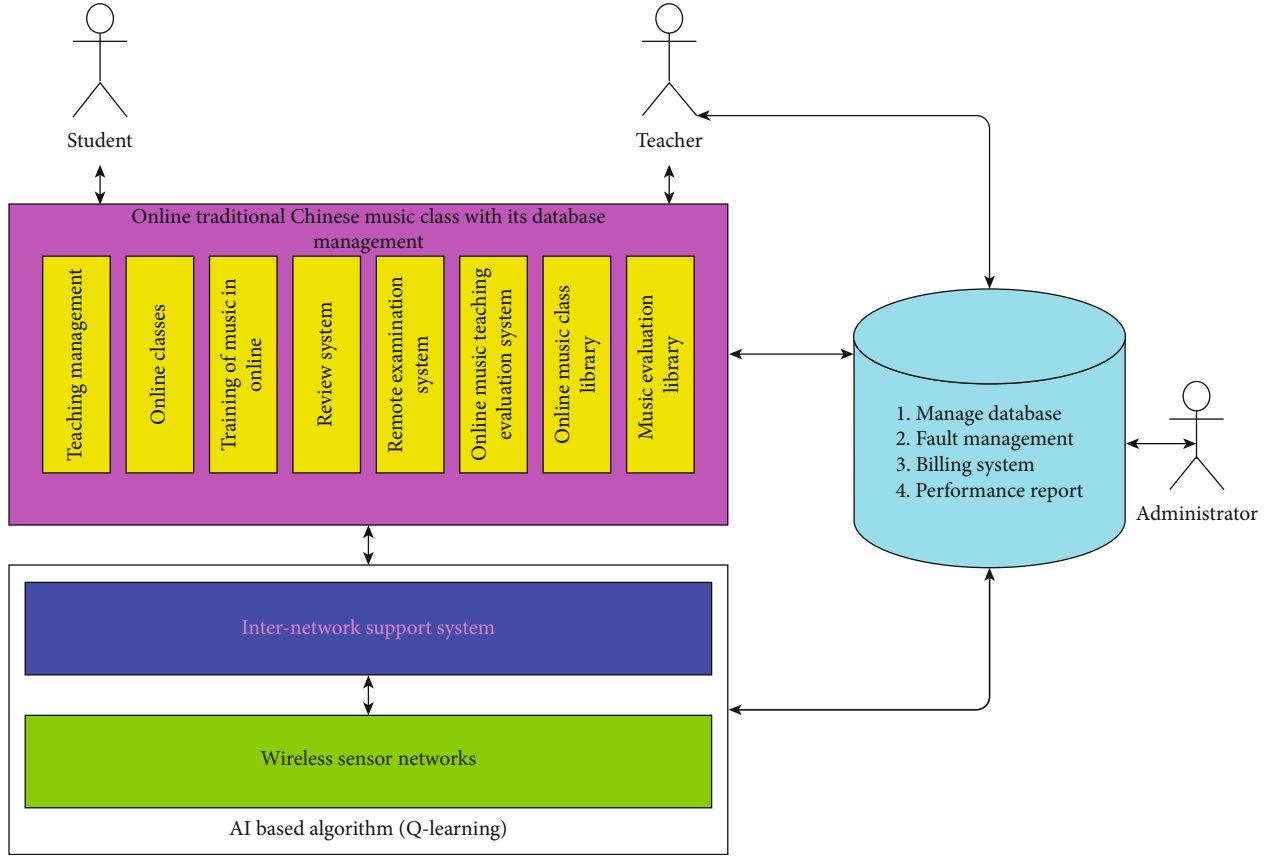 Student
Teacher
Online traditional Chinese music class with its database
management
Teaching management
Online classes
Training of music in
online
Review system
Remote examination
system
Online music teaching
evaluation system
Online music class
library
Music evaluation
library
1. Manage database
2. Fault management
3. Billing system
4. Performance report
Administrator
Inter-network support system
Wireless sensor networks
AI based algorithm (Q-learning)